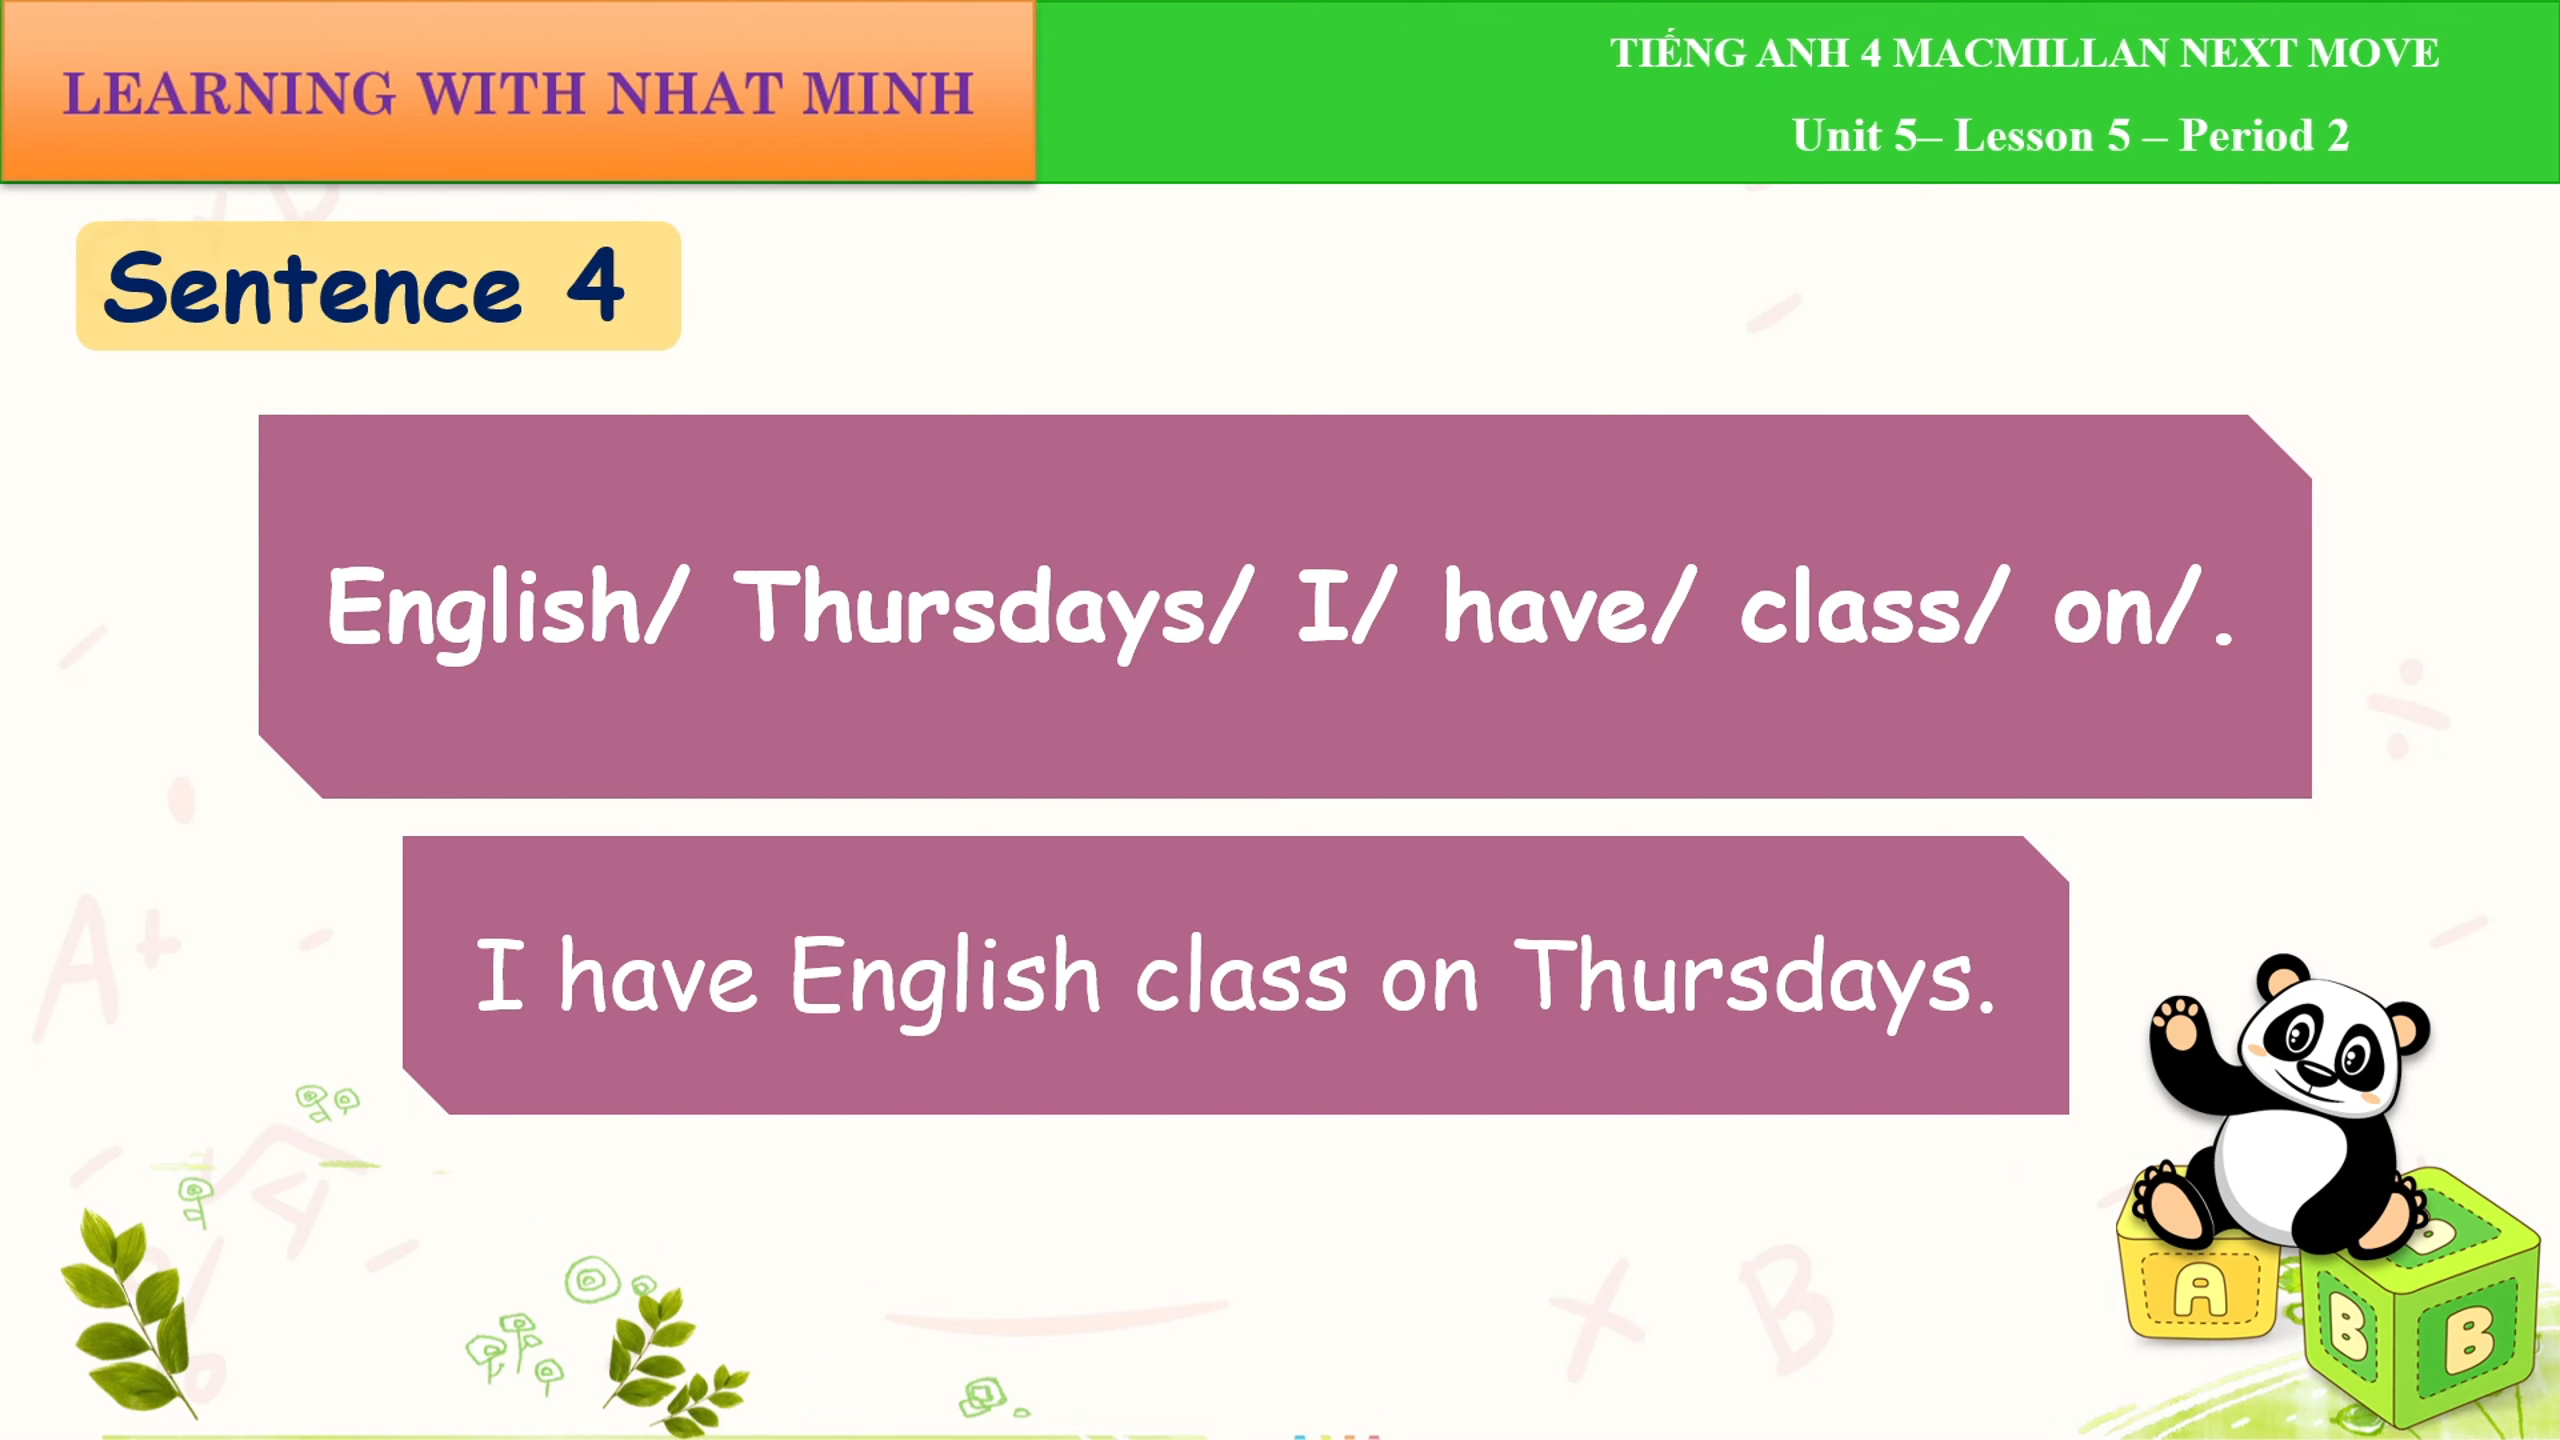 LEARNING WITH NHAT MINH
TIẾNG ANH 4 MACMILLAN NEXT MOVE
Unit 5– Lesson 5 – Period 2
Sentence 4
English/ Thursdays/ I/ have/ class/ on/.
I have English class on Thursdays.
A+
4
X B
A
B
B
B